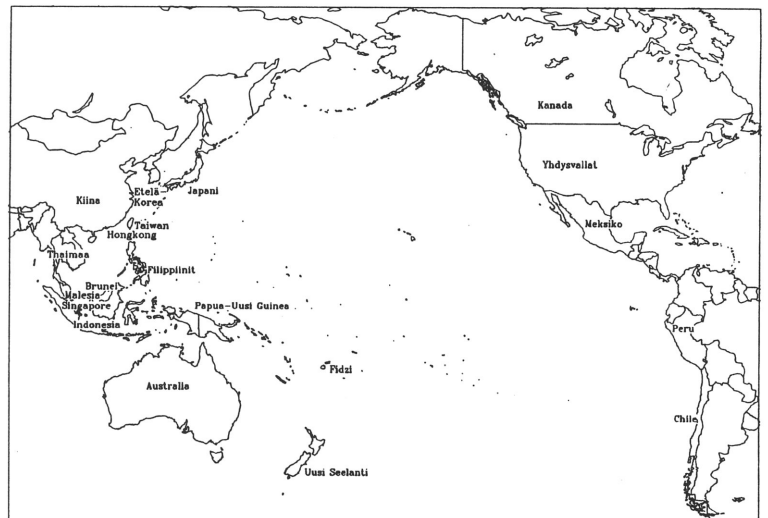 Kanada
Yhdysvallat
Kiina
Etelä
Korea
Japani
Taiwan
Hongkong
Meksiko
Thaimaa
Filippiinit
Brunei
Malesia
Singapore
Papua-Uusi Guinea
Indonesia
Peru
Fidzi
Australia
Chile
Uusi Seelanti